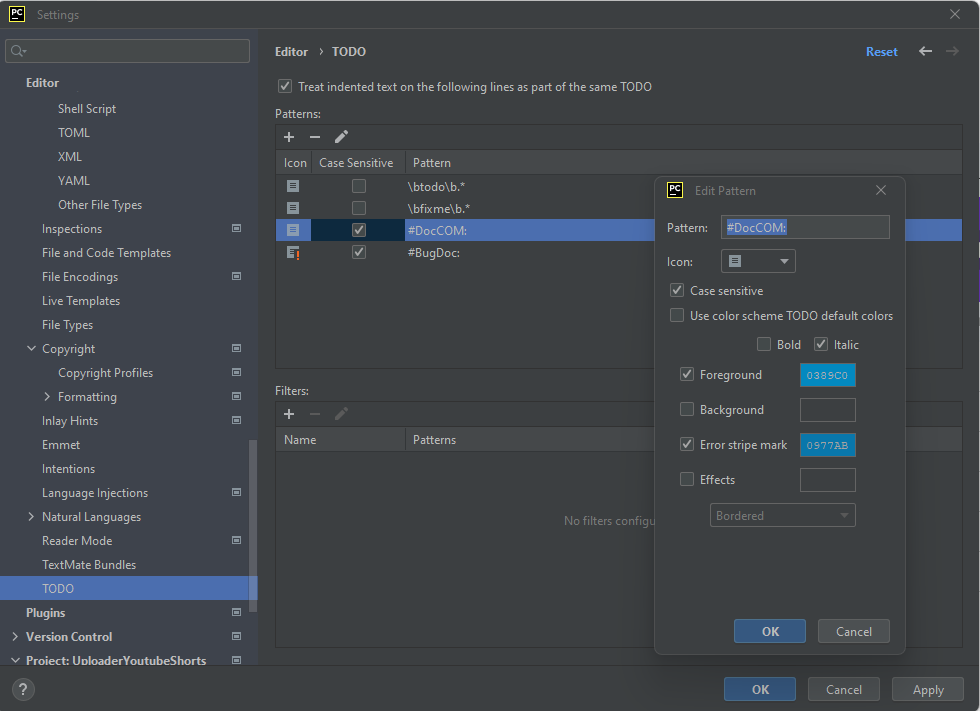 PC Settings
Editor
Shell Script
TOML
XML
YAML
Other File Types
Inspections
File and Code Templates
File Encodings
Live Templates
File Types
Copyright
Copyright Profiles
Formatting
Inlay Hints
Emmet
Intentions
Language Injections
Natural Languages
Reader Mode
TextMate Bundles
TODO
Plugins
Version Control
Project: UploaderYoutubeShorts
?
Editor › TODO
Reset
Treat indented text on the following lines as part of the same TODO
Patterns:
Icon Case Sensitive Pattern
\btodo\b.*
\bfixme\b.*
#DocCOM:
#BugDoc:
Filters:
Name Patterns
No filters configu
PC Edit Pattern
Pattern: #DocCOM:
Icon:
Case sensitive
Use color scheme TODO default colors
Bold Italic
Foreground 0389C0
Background
Error stripe mark 0977AB
Effects
Bordered
OK Cancel
OK Cancel Apply